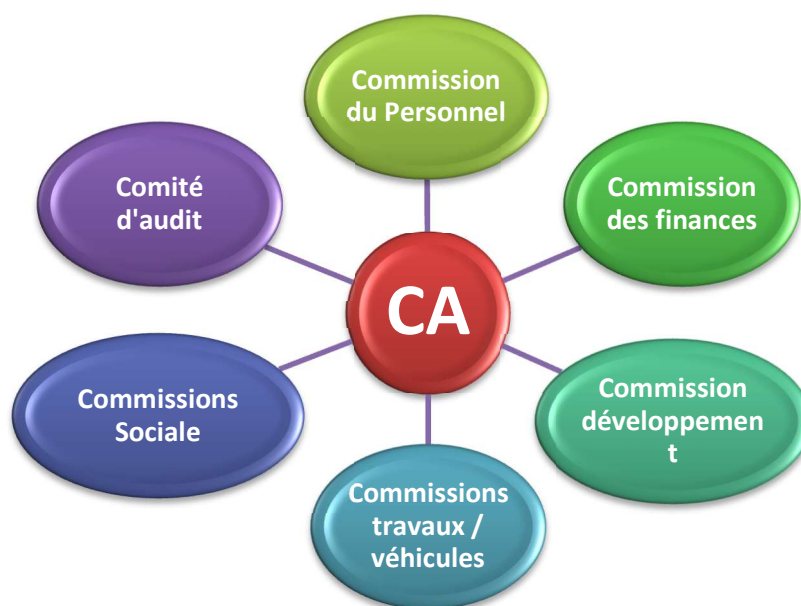 Commission
du Personnel
Comité
d'audit
Commission
des finances
CA
Commissions
Sociale
Commission
développemen
t
Commissions
travaux /
véhicules